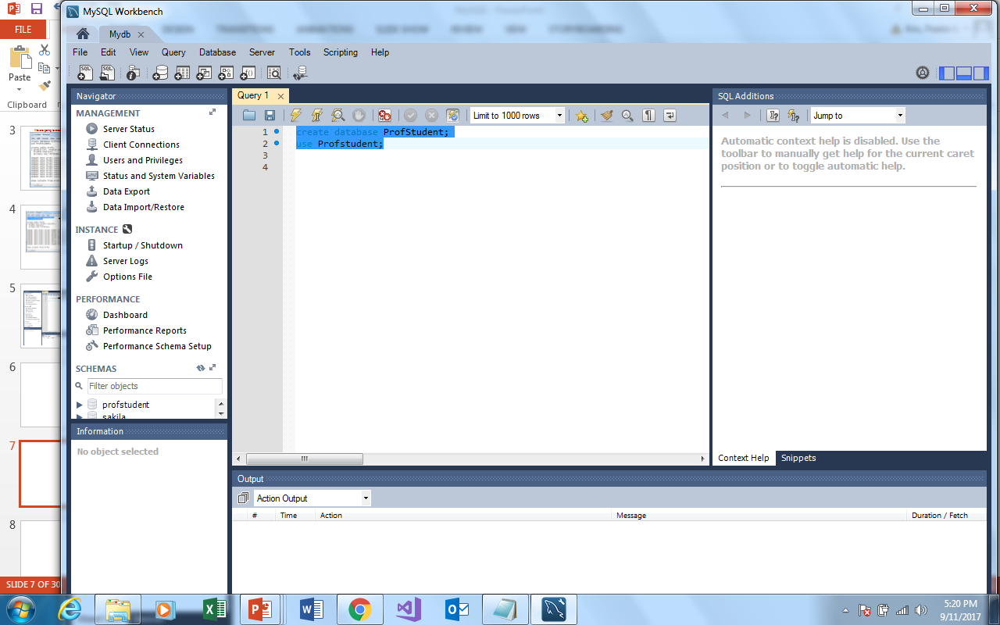 MySQL Workbench
FILE
Mydb
File Edit View Query Database Server Tools Scripting Help
Paste
Clipboard
Navigator
MANAGEMENT
Server Status
Client Connections
Users and Privileges
Status and System Variables
Data Export
Data Import/Restore
INSTANCE
Startup / Shutdown
Server Logs
Options File
PERFORMANCE
Dashboard
Performance Reports
Performance Schema Setup
SCHEMAS
Filter objects
profstudent
sakila
Information
No object selected
Query 1
Limit to 1000 rows
1 create database ProfStudent;
2 use Profstudent;
3
4
SQL Additions
Jump to
Automatic context help is disabled. Use the
toolbar to manually get help for the current caret
position or to toggle automatic help.
Context Help Snippets
Output
Action Output
# Time Action Message Duration / Fetch
3
4
5
6
7
8
SLIDE 7 OF 30
5:20 PM
9/11/2017